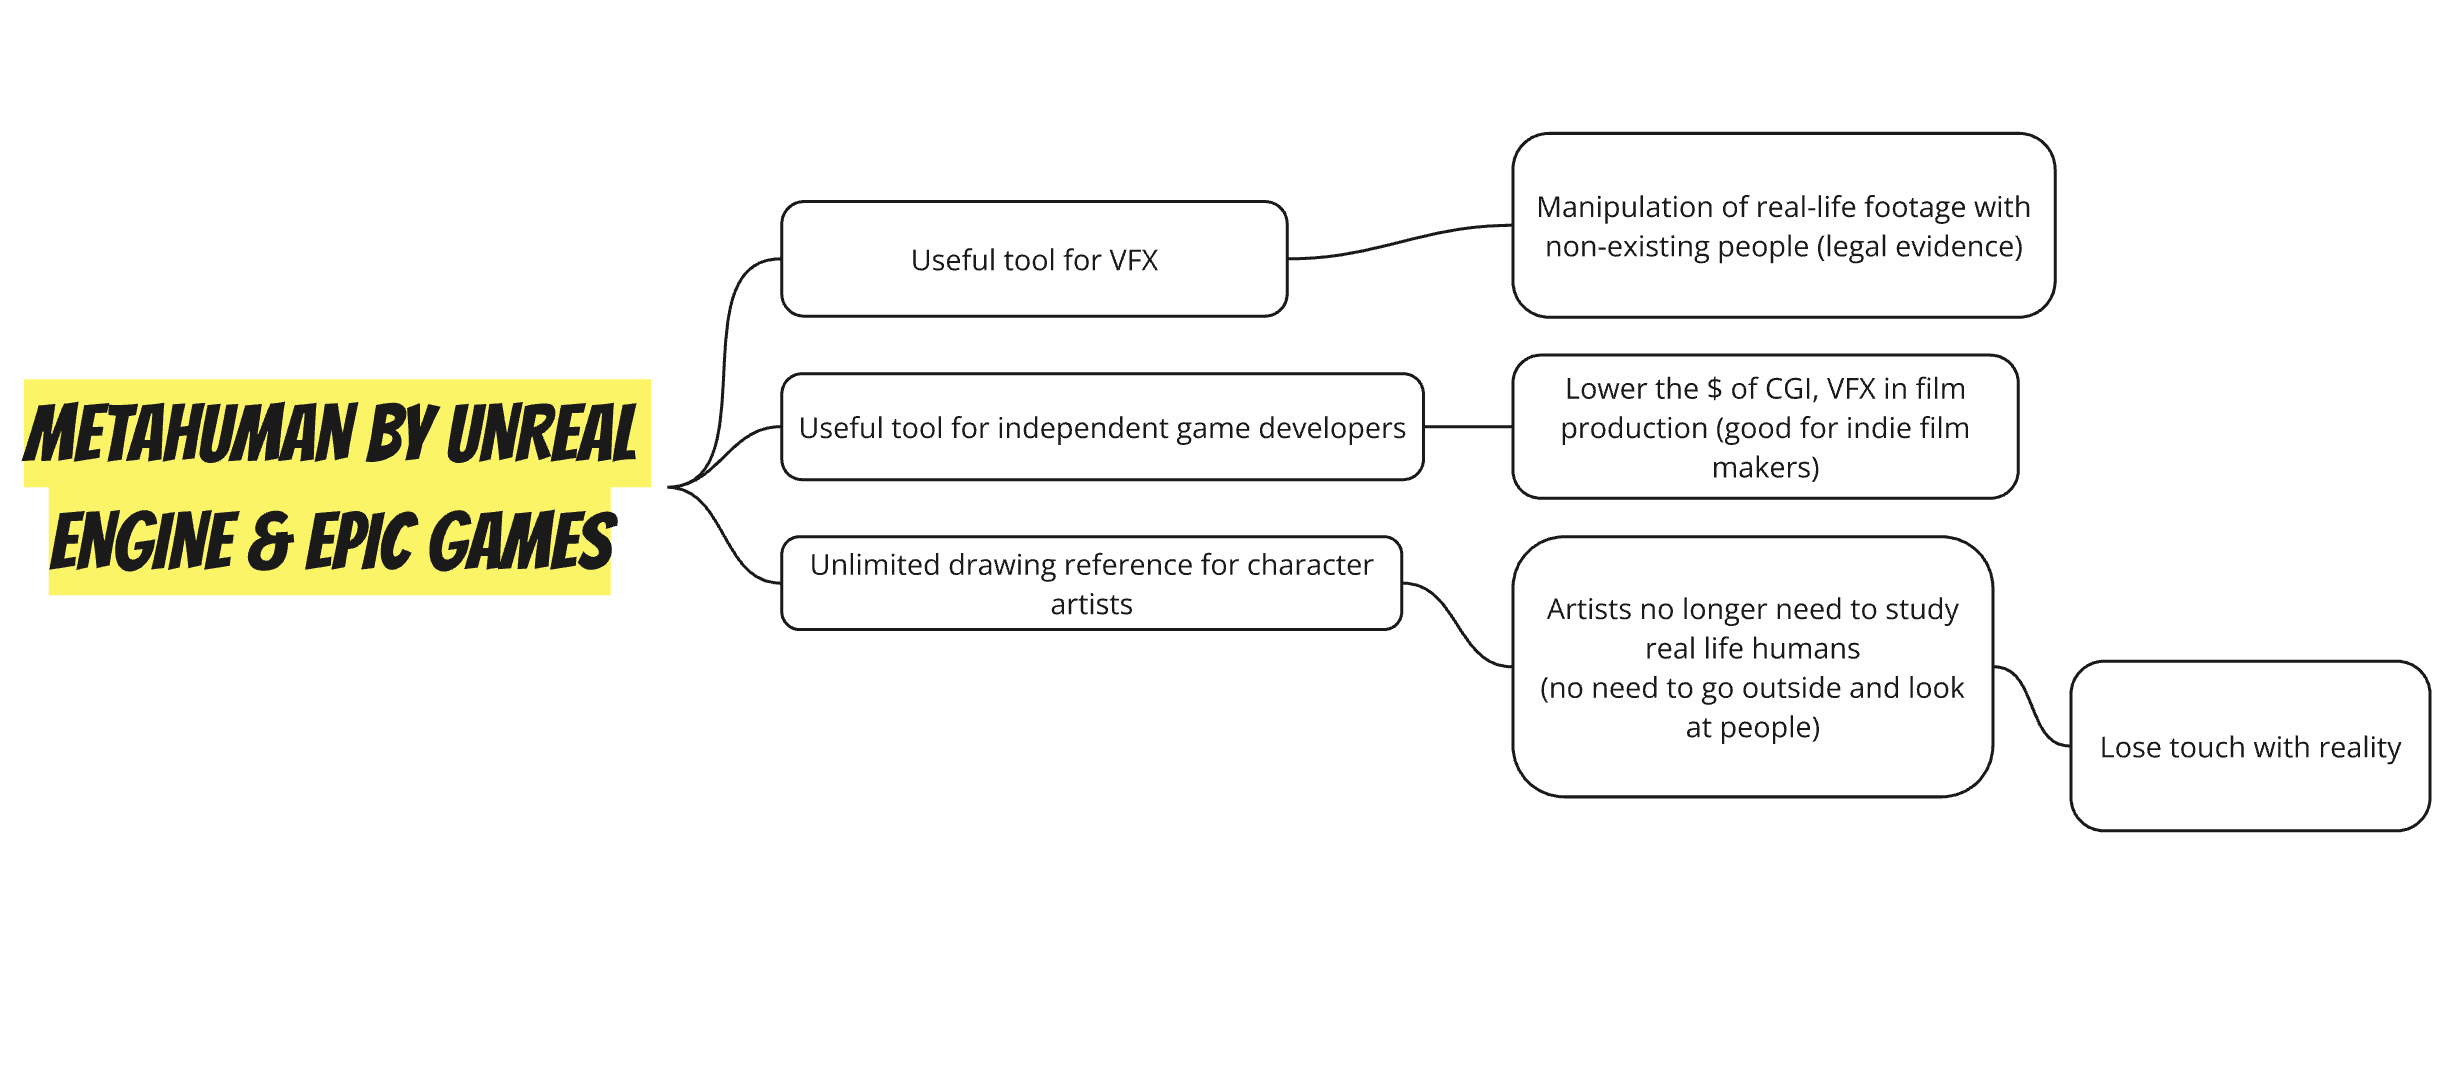 METAHUMAN BY UNREAL
ENGINE & EPIC GAMES
Useful tool for VFX
Manipulation of real-life footage with
non-existing people (legal evidence)
Useful tool for independent game developers
Lower the $ of CGI, VFX in film
production (good for indie film
makers)
Unlimited drawing reference for character
artists
Artists no longer need to study
real life humans
(no need to go outside and look
at people)
Lose touch with reality